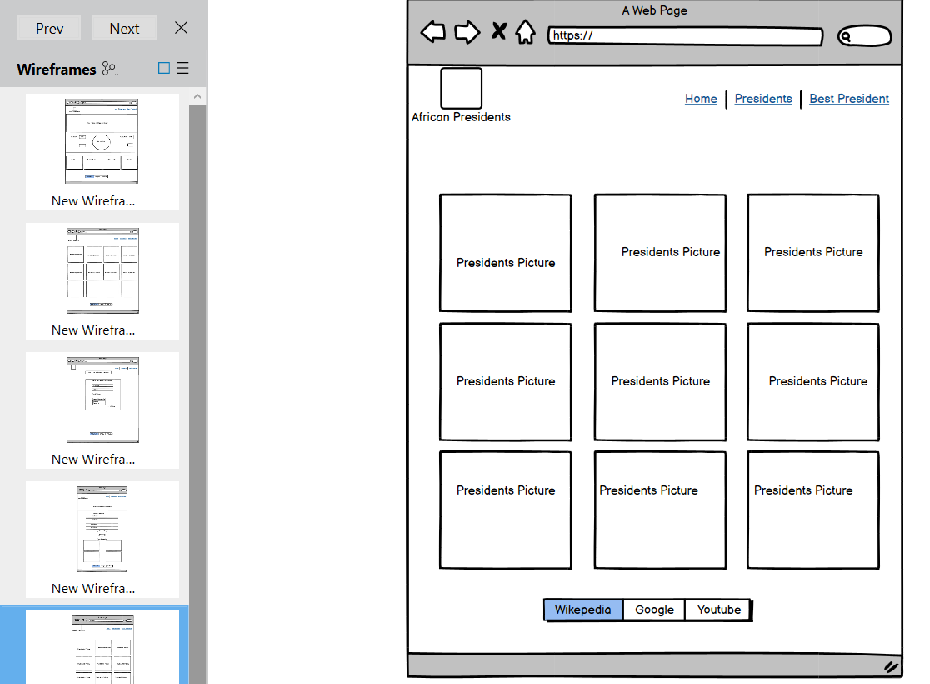 Prev Next
Wireframes
New Wirefra...
New Wirefra...
New Wirefra...
New Wirefra...
A Web Page
https://
African Presidents
Home Presidents Best President
Presidents Picture Presidents Picture Presidents Picture
Presidents Picture Presidents Picture Presidents Picture
Presidents Picture Presidents Picture Presidents Picture
Wikepedia Google Youtube